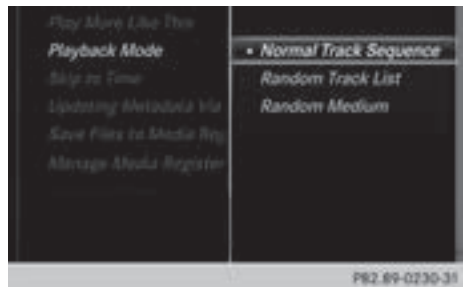 Play More Like This
Playback Mode
Skip to Time
Updating Metadata Via
Save Files to Media Reg
Manage Media Register
• Normal Track Sequence
Random Track List
Random Medium
P82.89-0230-31